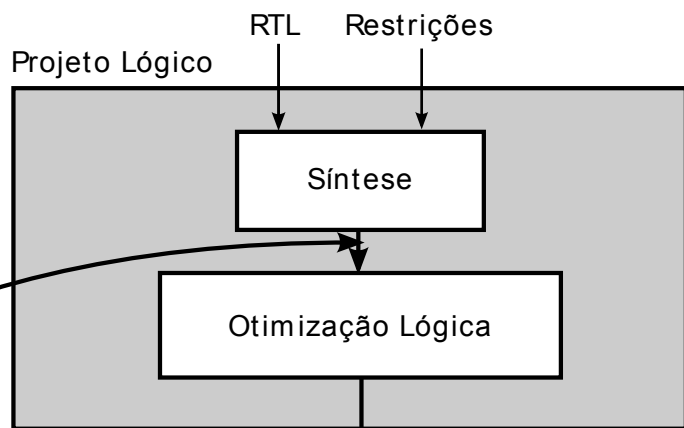 RTL Restrições
Projeto Lógico
Síntese
Otimização Lógica